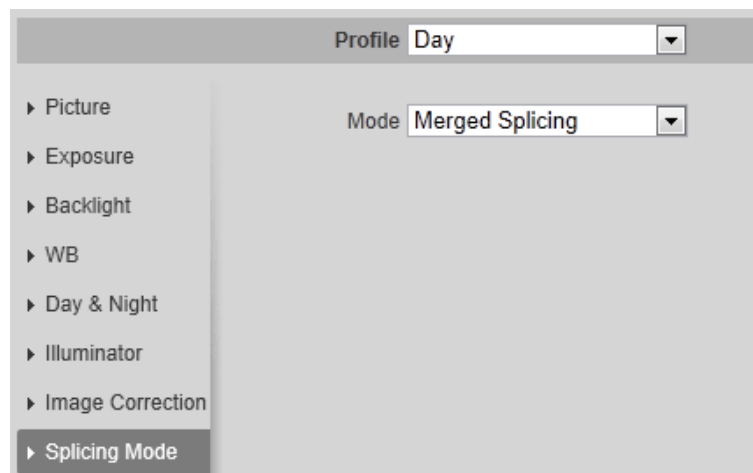 Profile Day
Picture
Mode Merged Splicing
Exposure
Backlight
WB
Day & Night
Illuminator
Image Correction
Splicing Mode